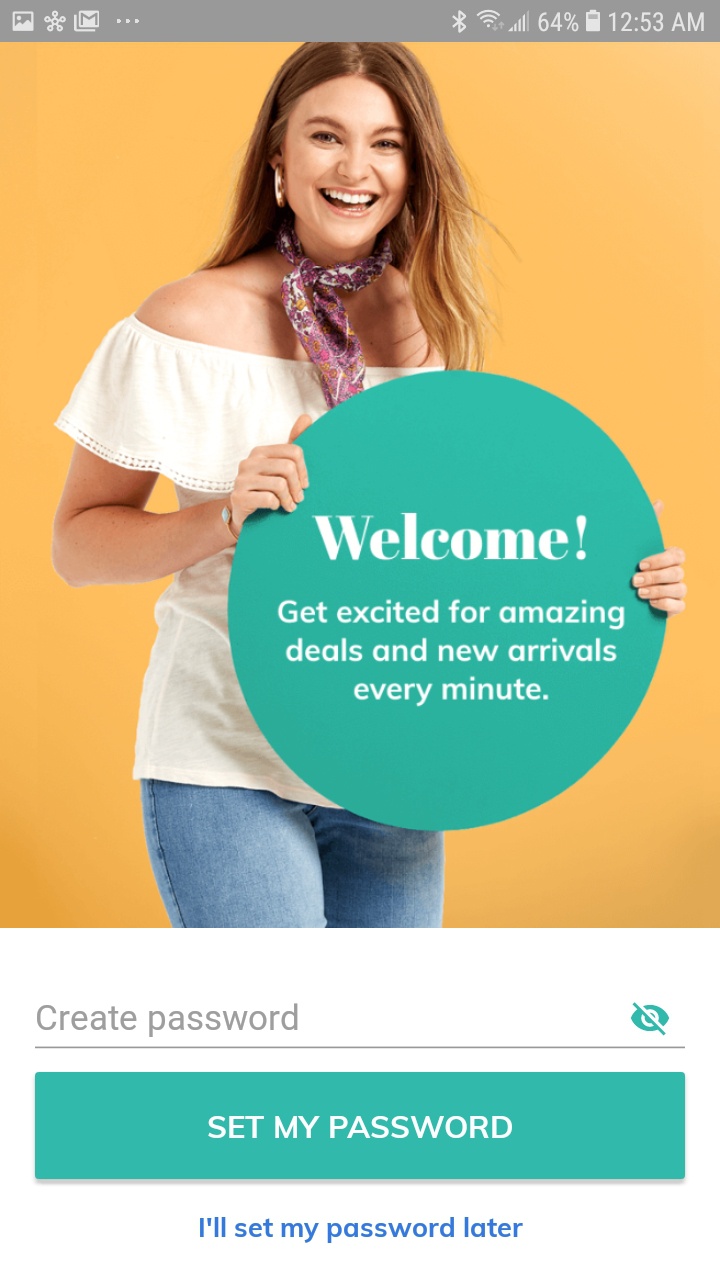 64% 12:53 AM
Welcome!
Get excited for amazing
deals and new arrivals
every minute.
Create password
SET MY PASSWORD
I'll set my password later